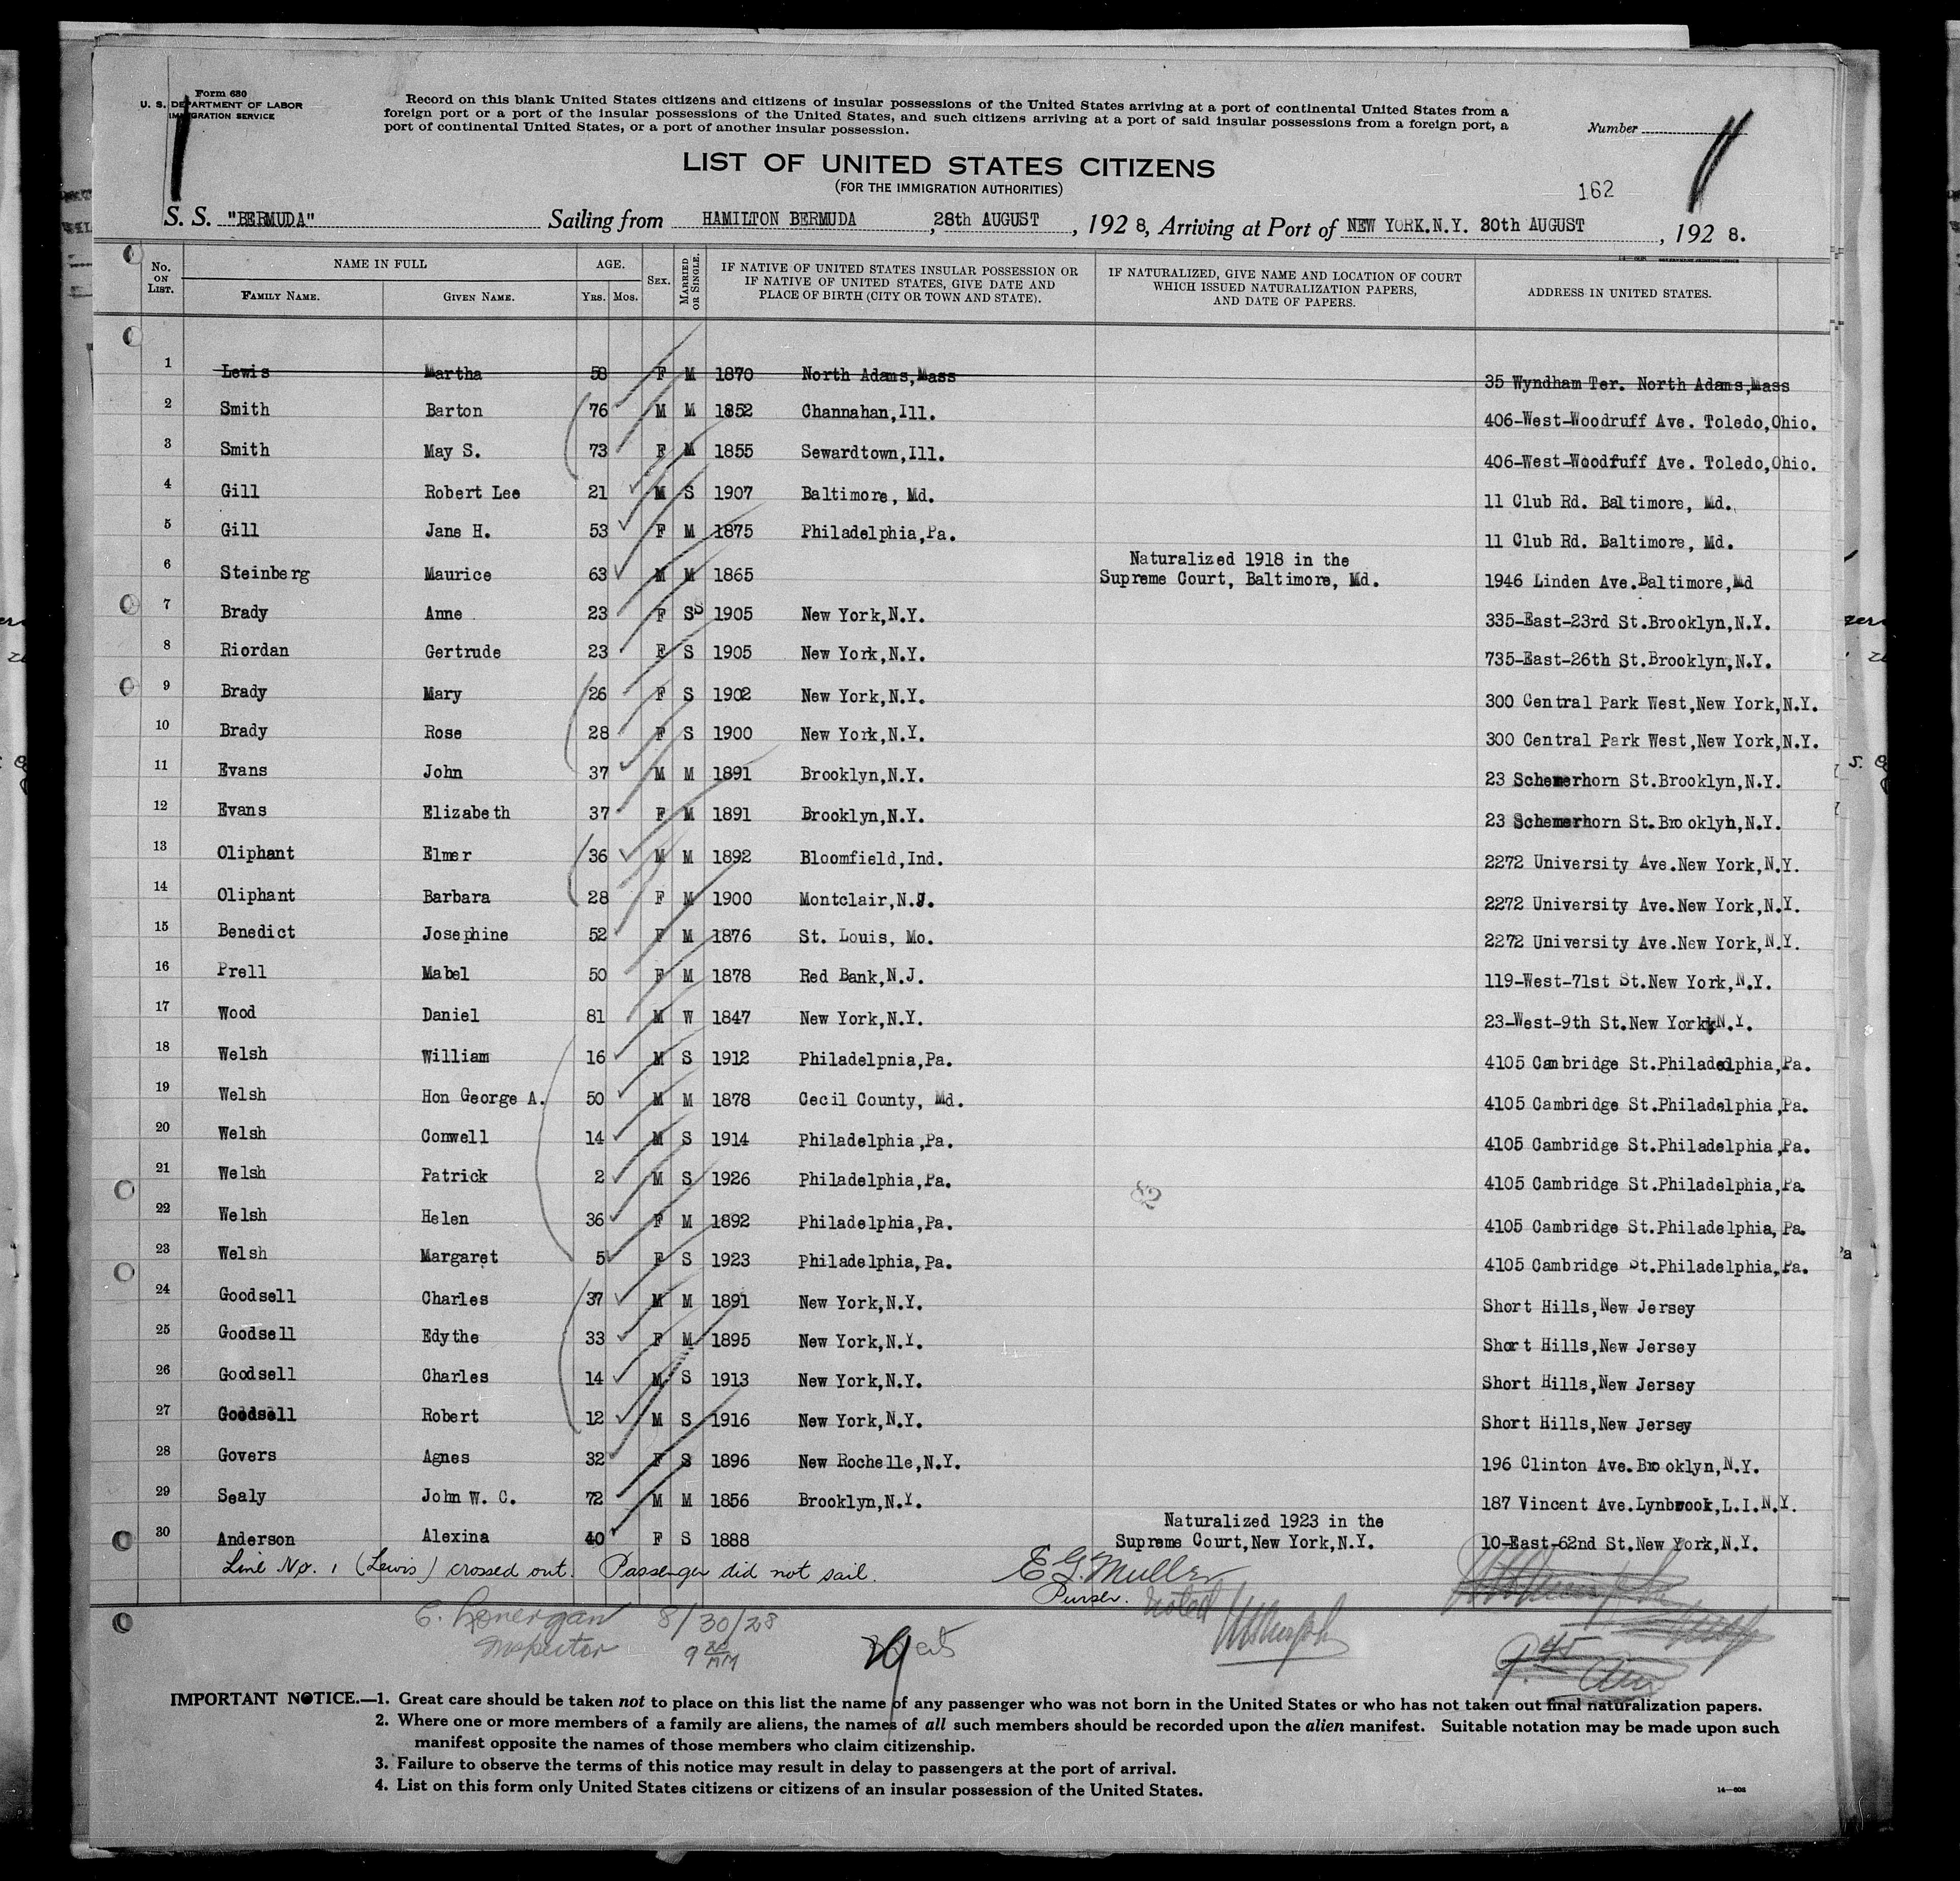 Form 680
U. S. DEPARTMENT OF LABOR
IMMIGRATION SERVICE
Record on this blank United States citizens and citizens of insular possessions of the United States arriving at a port of continental United States from a
foreign port or a port of the insular possessions of the United States, and such citizens arriving at a port of said insular possessions from a foreign port, a
port of continental United States, or a port of another insular possession.
Number
LIST OF UNITED STATES CITIZENS
(FOR THE IMMIGRATION AUTHORITIES)
162
S. S. "BERMUDA" Sailing from HAMILTON BERMUDA, 28th AUGUST, 1928, Arriving at Port of NEW YORK.N.Y. 30th AUGUST, 1928.
No. ON LIST. NAME IN FULL FAMILY NAME. GIVEN NAME. AGE. YRS. MOS. SEX. MARRIED OR SINGLE. IF NATIVE OF UNITED STATES INSULAR POSSESSION OR IF NATIVE OF UNITED STATES, GIVE DATE AND PLACE OF BIRTH (CITY OR TOWN AND STATE). IF NATURALIZED, GIVE NAME AND LOCATION OF COURT WHICH ISSUED NATURALIZATION PAPERS, AND DATE OF PAPERS. ADDRESS IN UNITED STATES.
1 Lewis Martha 58 F M 1870 North Adams,Mass 35 Wyndham Ter. North Adams,Mass
2 Smith Barton 76 M M 1852 Channahan,Ill. 406-West-Woodruff Ave. Toledo,Ohio.
3 Smith May S. 73 F M 1855 Sewardtown,Ill. 406-West-Woodruff Ave. Toledo,Ohio.
4 Gill Robert Lee 21 M S 1907 Baltimore, Md. 11 Club Rd. Baltimore, Md.
5 Gill Jane H. 53 F M 1875 Philadelphia,Pa. 11 Club Rd. Baltimore, Md.
6 Steinberg Maurice 63 M M 1865 Naturalized 1918 in the Supreme Court, Baltimore, Md. 1946 Linden Ave.Baltimore,Md
7 Brady Anne 23 F S 1905 New York,N.Y. 335-East-23rd St.Brooklyn,N.Y.
8 Riordan Gertrude 23 F S 1905 New York,N.Y. 735-East-26th St.Brooklyn,N.Y.
9 Brady Mary 26 F S 1902 New York,N.Y. 300 Central Park West,New York,N.Y.
10 Brady Rose 28 F S 1900 New York,N.Y. 300 Central Park West,New York,N.Y.
11 Evans John 37 M M 1891 Brooklyn,N.Y. 23 Schemerhorn St.Brooklyn,N.Y.
12 Evans Elizabeth 37 F M 1891 Brooklyn,N.Y. 23 Schemerhorn St.Brooklyn,N.Y.
13 Oliphant Elmer 36 M M 1892 Bloomfield,Ind. 2272 University Ave.New York,N.Y.
14 Oliphant Barbara 28 F M 1900 Montclair,N.J. 2272 University Ave.New York,N.Y.
15 Benedict Josephine 52 F M 1876 St. Louis, Mo. 2272 University Ave.New York,N.Y.
16 Prell Mabel 50 F M 1878 Red Bank,N.J. 119-West-71st St.New York,N.Y.
17 Wood Daniel 81 M W 1847 New York,N.Y. 23-West-9th St.New York,N.Y.
18 Welsh William 16 M S 1912 Philadelpnia,Pa. 4105 Cambridge St.Philadelphia,Pa.
19 Welsh Hon George A. 50 M M 1878 Cecil County, Md. 4105 Cambridge St.Philadelphia,Pa.
20 Welsh Conwell 14 M S 1914 Philadelphia,Pa. 4105 Cambridge St.Philadelphia,Pa.
21 Welsh Patrick 2 M S 1926 Philadelphia,Pa. 4105 Cambridge St.Philadelphia,Pa.
22 Welsh Helen 36 F M 1892 Philadelphia,Pa. 4105 Cambridge St.Philadelphia,Pa.
23 Welsh Margaret 5 F S 1923 Philadelphia,Pa. 4105 Cambridge St.Philadelphia,Pa.
24 Goodsell Charles 37 M M 1891 New York,N.Y. Short Hills,New Jersey
25 Goodsell Edythe 33 F M 1895 New York,N.Y. Short Hills,New Jersey
26 Goodsell Charles 14 M S 1913 New York,N.Y. Short Hills,New Jersey
27 Goodsell Robert 12 M S 1916 New York,N.Y. Short Hills,New Jersey
28 Govers Agnes 32 F S 1896 New Rochelle,N.Y. 196 Clinton Ave.Brooklyn,N.Y.
29 Sealy John W. C. 72 M M 1856 Brooklyn,N.Y. 187 Vincent Ave.Lynbrook,L.I.N.Y.
30 Anderson Alexina 40 F S 1888 Naturalized 1923 in the Supreme Court,New York,N.Y. 10-East-62nd St.New York,N.Y.
Line No. 1 (Lewis) crossed out. Passenger did not sail. E G. Muller
Purser. Noted
E. Lonergan 8/30/28
Inspector 9 AM
29
IMPORTANT NOTICE.—1. Great care should be taken not to place on this list the name of any passenger who was not born in the United States or who has not taken out final naturalization papers.
2. Where one or more members of a family are aliens, the names of all such members should be recorded upon the alien manifest. Suitable notation may be made upon such
manifest opposite the names of those members who claim citizenship.
3. Failure to observe the terms of this notice may result in delay to passengers at the port of arrival.
4. List on this form only United States citizens or citizens of an insular possession of the United States.